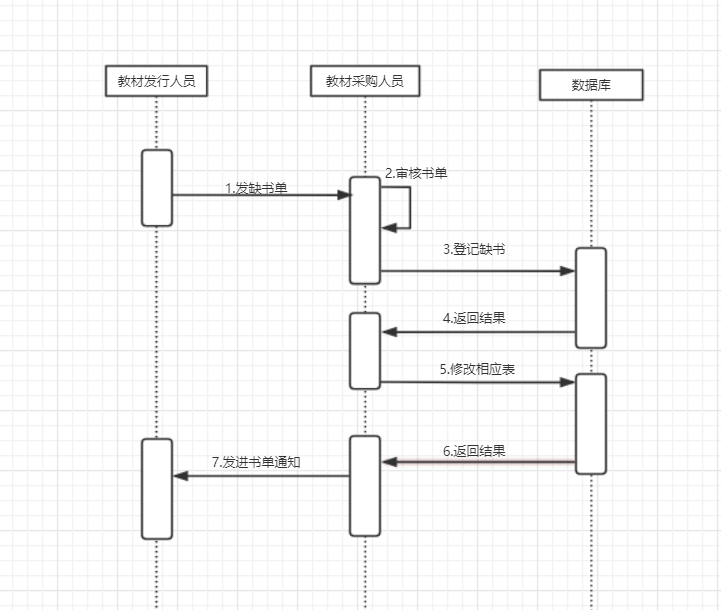 教材发行人员
教材采购人员
数据库
2.审核书单
1.发缺书单
3.登记缺书
4.返回结果
5.修改相应表
6.返回结果
7.发进书单通知